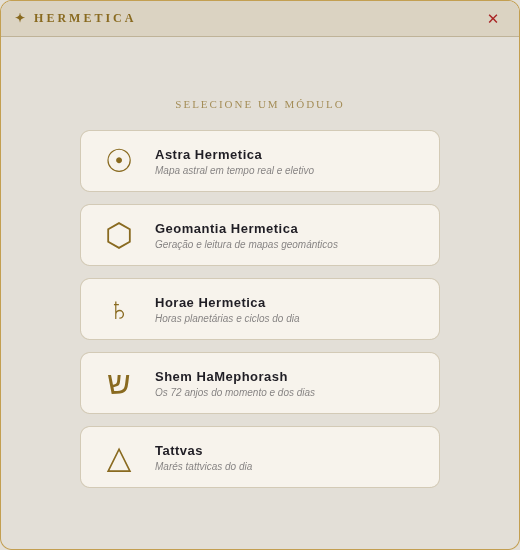 ✦ HERMETICA ✕
SELECIONE UM MÓDULO
☉
Astra Hermetica
Mapa astral em tempo real e eletivo
⬡
Geomantia Hermetica
Geração e leitura de mapas geománticos
♄
Horae Hermetica
Horas planetárias e ciclos do dia
ש
Shem HaMephorash
Os 72 anjos do momento e dos dias
△
Tattvas
Marés tattvicas do dia